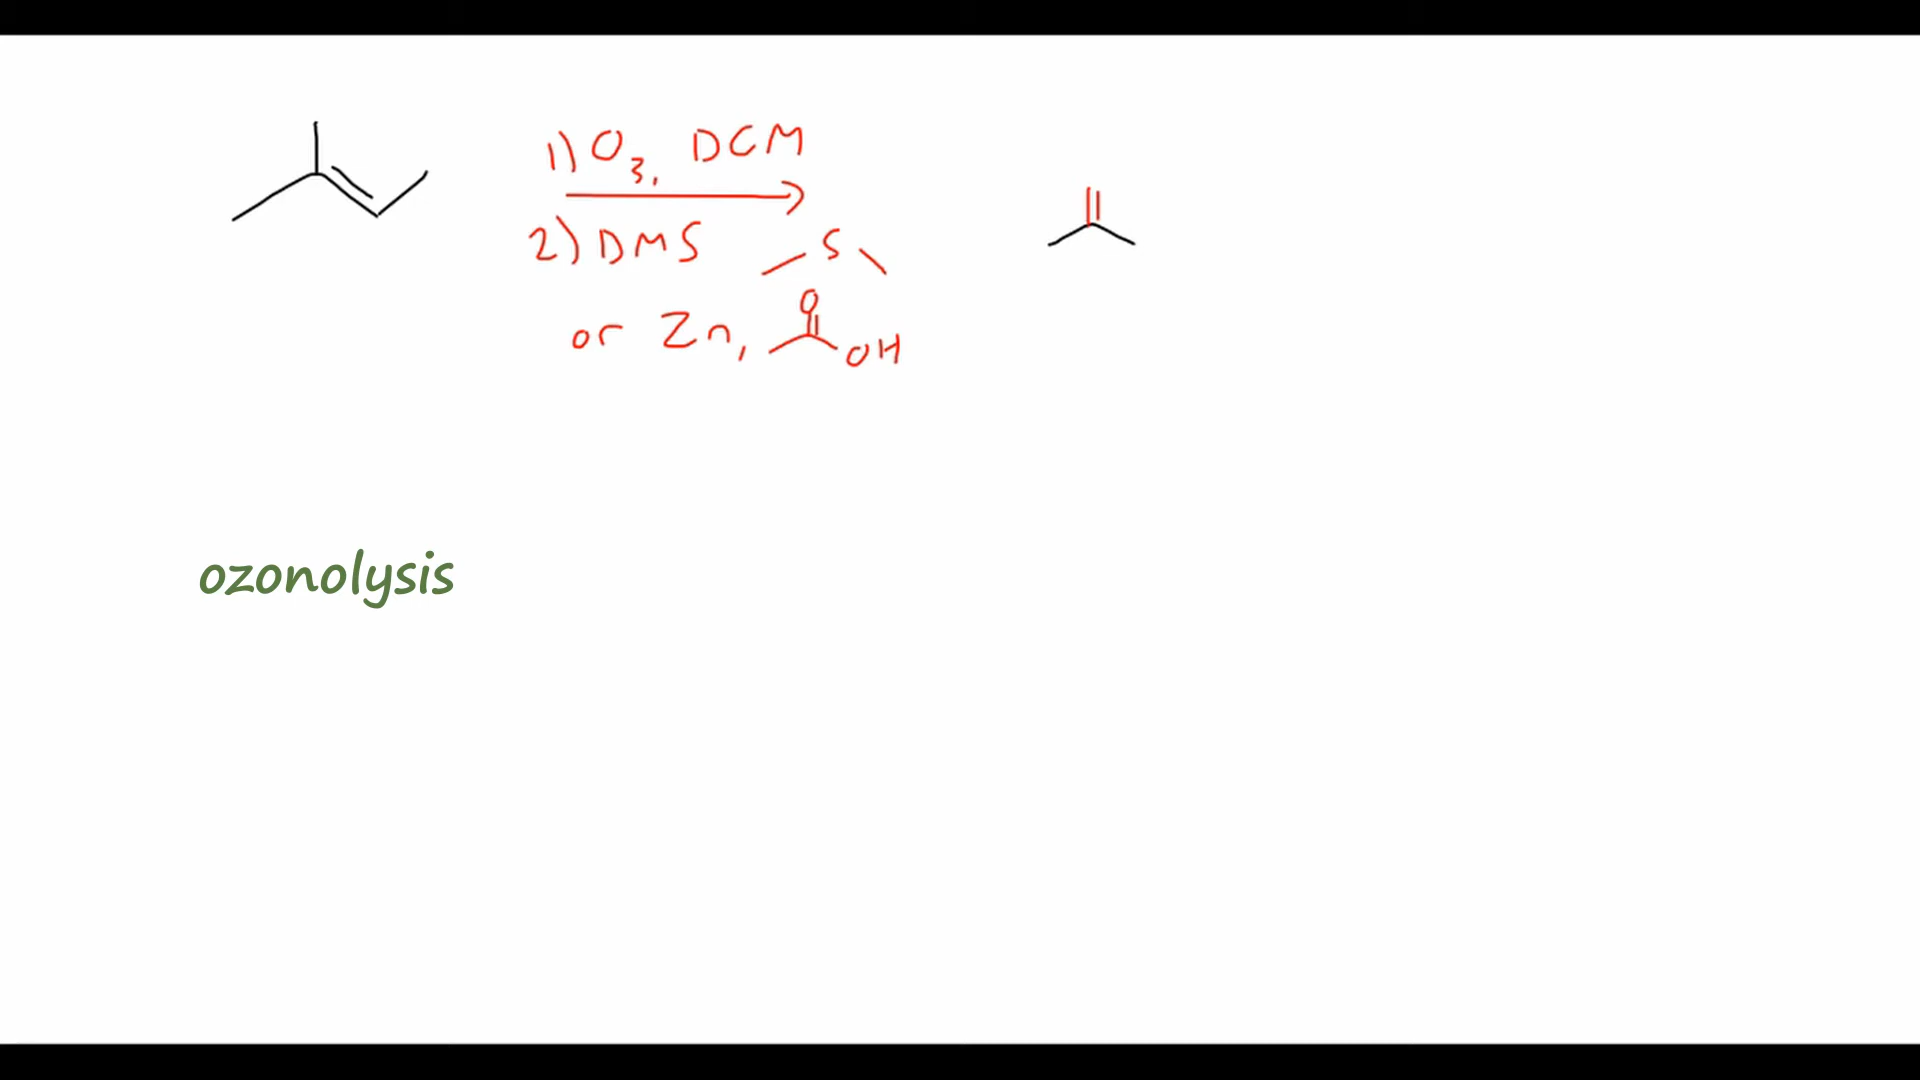 1) O3, DCM
2) DMS S
O
or Zn, OH
ozonolysis